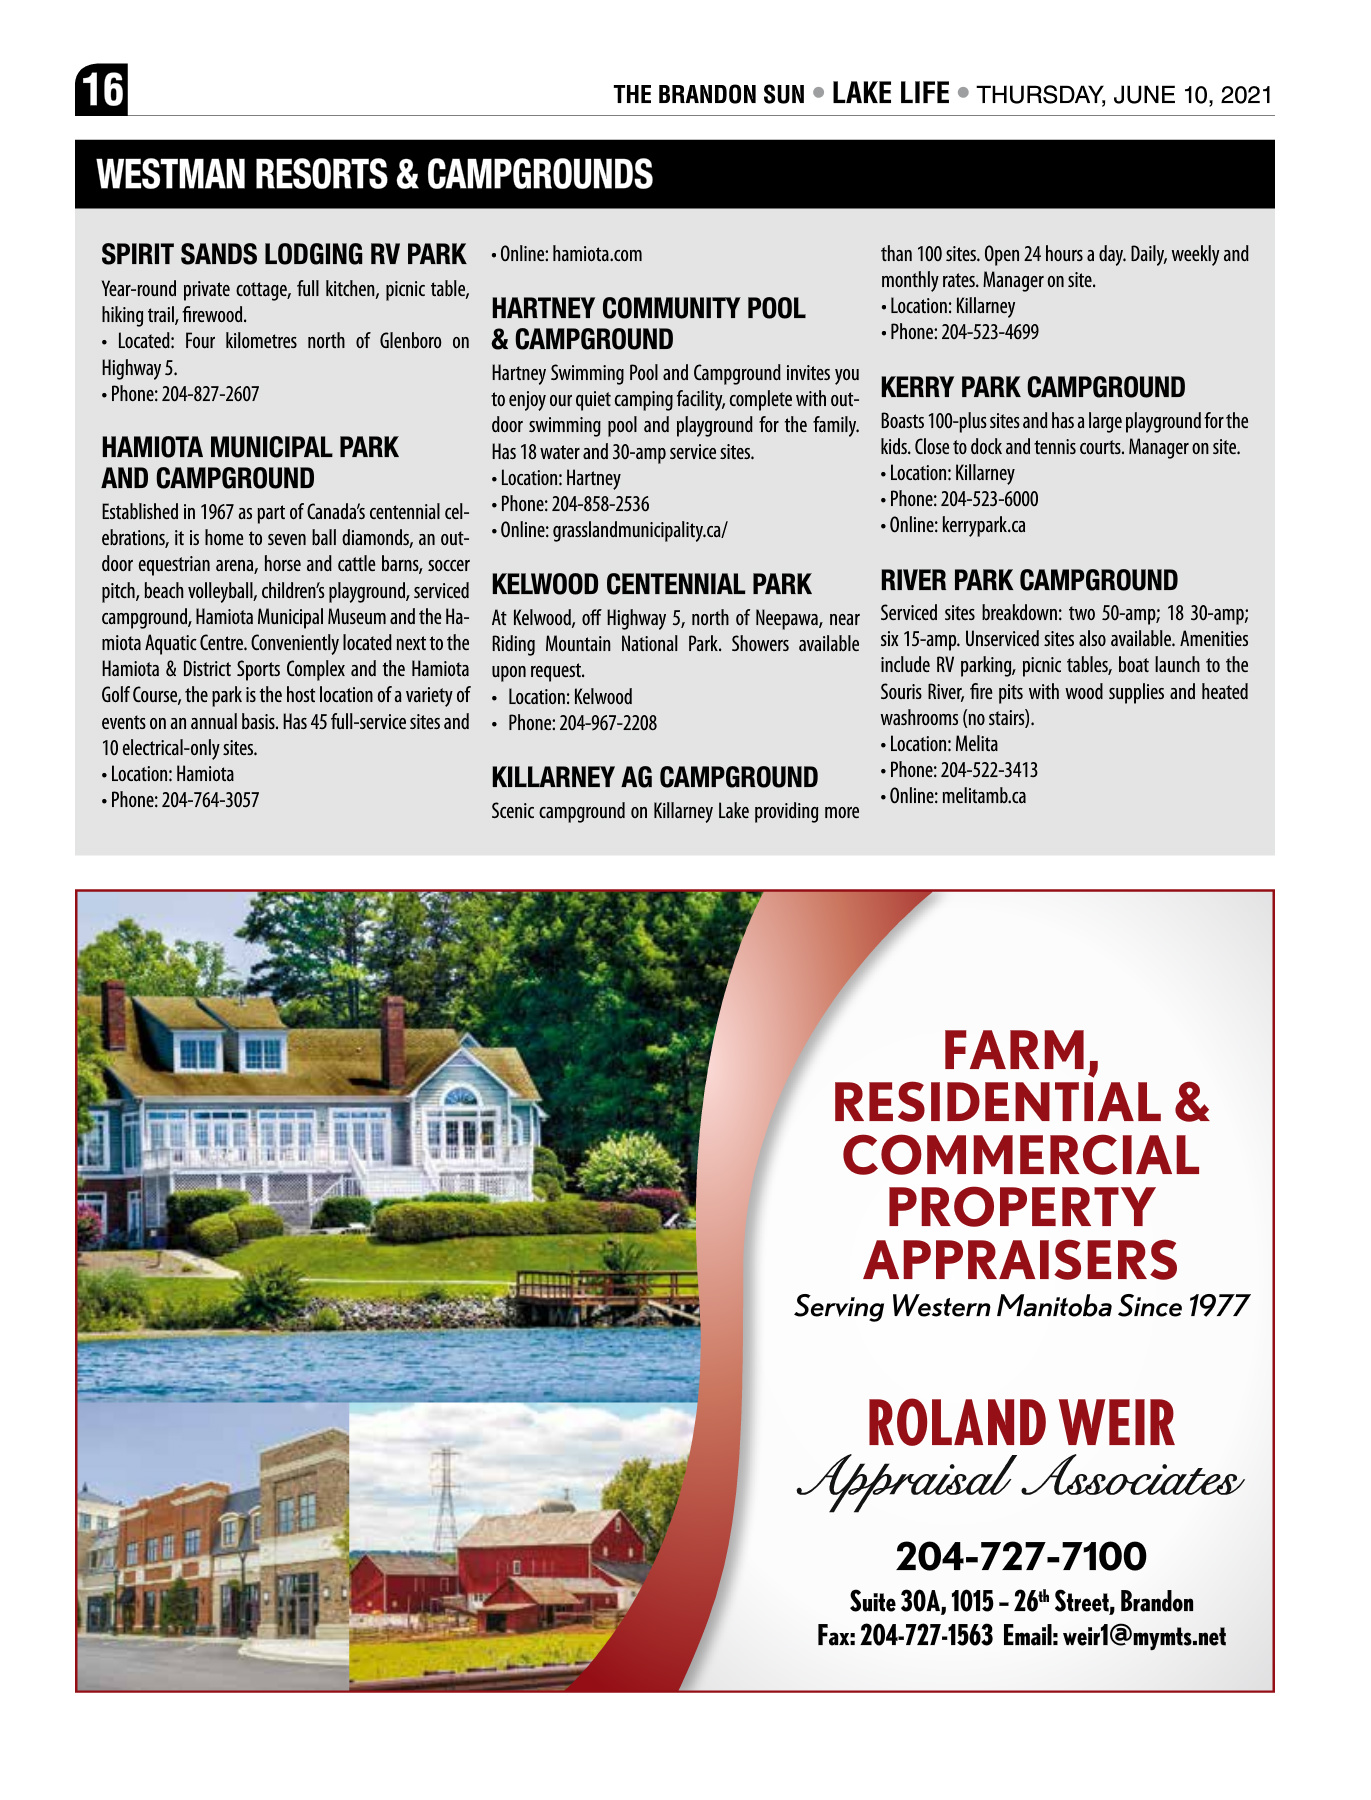 16
THE BRANDON SUN • LAKE LIFE • THURSDAY, JUNE 10, 2021
WESTMAN RESORTS & CAMPGROUNDS
SPIRIT SANDS LODGING RV PARK
Year-round private cottage, full kitchen, picnic table,
hiking trail, firewood.
• Located: Four kilometres north of Glenboro on
Highway 5.
• Phone: 204-827-2607
HAMIOTA MUNICIPAL PARK
AND CAMPGROUND
Established in 1967 as part of Canada’s centennial cel-
ebrations, it is home to seven ball diamonds, an out-
door equestrian arena, horse and cattle barns, soccer
pitch, beach volleyball, children’s playground, serviced
campground, Hamiota Municipal Museum and the Ha-
miota Aquatic Centre. Conveniently located next to the
Hamiota & District Sports Complex and the Hamiota
Golf Course, the park is the host location of a variety of
events on an annual basis. Has 45 full-service sites and
10 electrical-only sites.
• Location: Hamiota
• Phone: 204-764-3057
• Online: hamiota.com
HARTNEY COMMUNITY POOL
& CAMPGROUND
Hartney Swimming Pool and Campground invites you
to enjoy our quiet camping facility, complete with out-
door swimming pool and playground for the family.
Has 18 water and 30-amp service sites.
• Location: Hartney
• Phone: 204-858-2536
• Online: grasslandmunicipality.ca/
KELWOOD CENTENNIAL PARK
At Kelwood, off Highway 5, north of Neepawa, near
Riding Mountain National Park. Showers available
upon request.
• Location: Kelwood
• Phone: 204-967-2208
KILLARNEY AG CAMPGROUND
Scenic campground on Killarney Lake providing more
than 100 sites. Open 24 hours a day. Daily, weekly and
monthly rates. Manager on site.
• Location: Killarney
• Phone: 204-523-4699
KERRY PARK CAMPGROUND
Boasts 100-plus sites and has a large playground for the
kids. Close to dock and tennis courts. Manager on site.
• Location: Killarney
• Phone: 204-523-6000
• Online: kerrypark.ca
RIVER PARK CAMPGROUND
Serviced sites breakdown: two 50-amp; 18 30-amp;
six 15-amp. Unserviced sites also available. Amenities
include RV parking, picnic tables, boat launch to the
Souris River, fire pits with wood supplies and heated
washrooms (no stairs).
• Location: Melita
• Phone: 204-522-3413
• Online: melitamb.ca
FARM,
RESIDENTIAL &
COMMERCIAL
PROPERTY
APPRAISERS
Serving Western Manitoba Since 1977
ROLAND WEIR
Appraisal Associates
204-727-7100
Suite 30A, 1015 – 26th Street, Brandon
Fax: 204-727-1563 Email: weir1@mymts.net